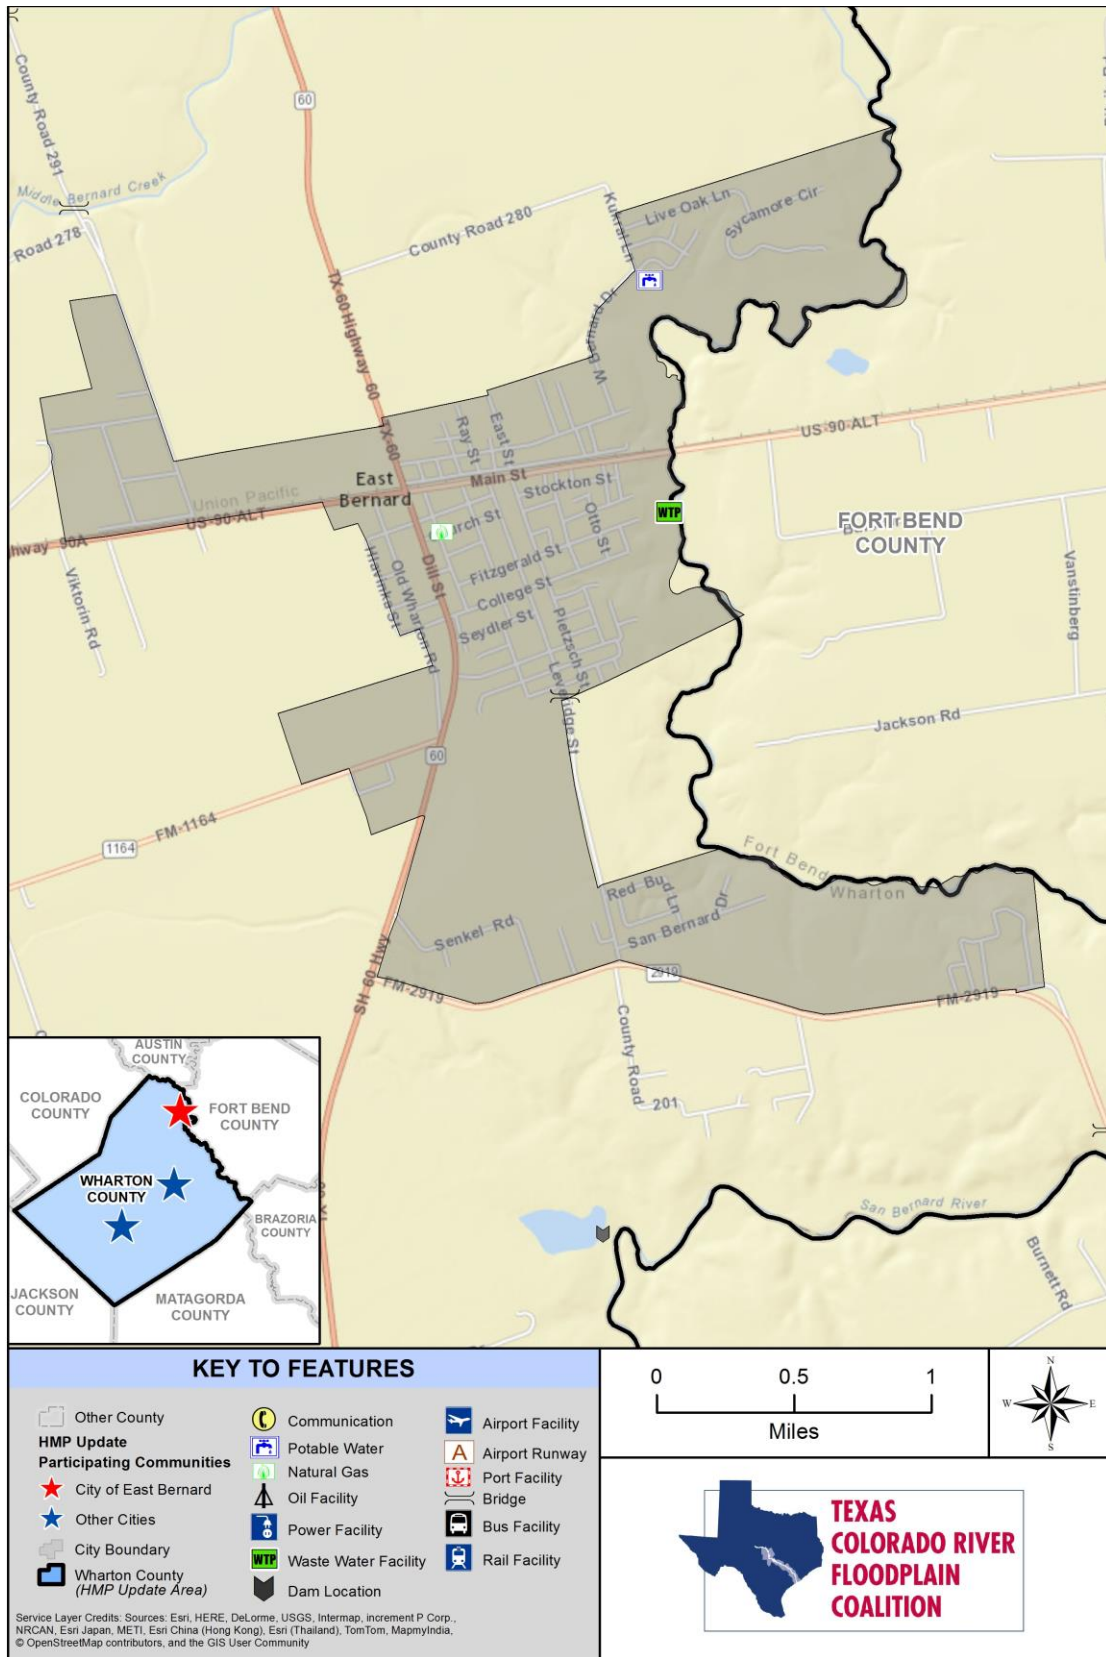 County Road 291
60
Middle Bernard Creek
Road 278
County Road 280
Kukral Ln
Live Oak Ln
Sycamore Cir
TX-60 Highway 60
TX-60
Ray St
East St
US-90-ALT
Main St
East
Bernard
Union Pacific
US-90-ALT
Stockton St
Otto St
WTP
FORT BEND
COUNTY
Viktorin Rd
Hlavinka St
Old Wharton Rd
Dill St
Fitzgerald St
College St
Seydler St
Pietzsch St
Leveridge St
Vanstinberg
Jackson Rd
60
FM-1164
1164
Fort Bend
Wharton
Red Bud Ln
San Bernard Dr
Senkel Rd
SH 60 Hwy
FM-2919
2919
FM-2919
County Road
201
San Bernard River
Burnett Rd
AUSTIN
COUNTY
COLORADO
COUNTY
FORT BEND
COUNTY
WHARTON
COUNTY
BRAZORIA
COUNTY
JACKSON
COUNTY
MATAGORDA
COUNTY
KEY TO FEATURES
Other County
HMP Update
Participating Communities
City of East Bernard
Other Cities
City Boundary
Wharton County
(HMP Update Area)
Communication
Potable Water
Natural Gas
Oil Facility
Power Facility
WTP Waste Water Facility
Dam Location
Airport Facility
A Airport Runway
Port Facility
Bridge
Bus Facility
Rail Facility
Service Layer Credits: Sources: Esri, HERE, DeLorme, USGS, Intermap, increment P Corp.,
NRCAN, Esri Japan, METI, Esri China (Hong Kong), Esri (Thailand), TomTom, MapmyIndia,
© OpenStreetMap contributors, and the GIS User Community
0 0.5 1
Miles
N
W E
S
TEXAS
COLORADO RIVER
FLOODPLAIN
COALITION